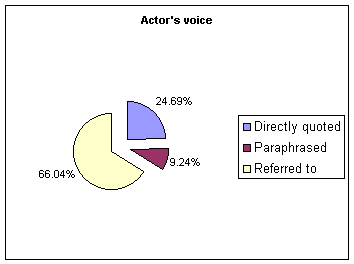 Actor's voice
24.69%
9.24%
66.04%
Directly quoted
Paraphrased
Referred to